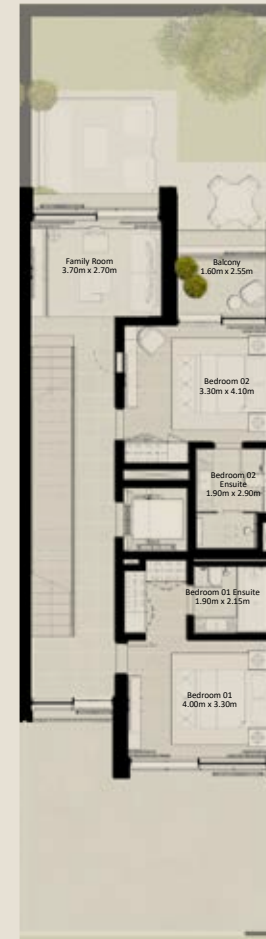 Family Room
3.70m x 2.70m
Balcony
1.60m x 2.55m
Bedroom 02
3.30m x 4.10m
Bedroom 02
Ensuite
1.90m x 2.90m
Bedroom 01 Ensuite
1.90m x 2.15m
Bedroom 01
4.00m x 3.30m